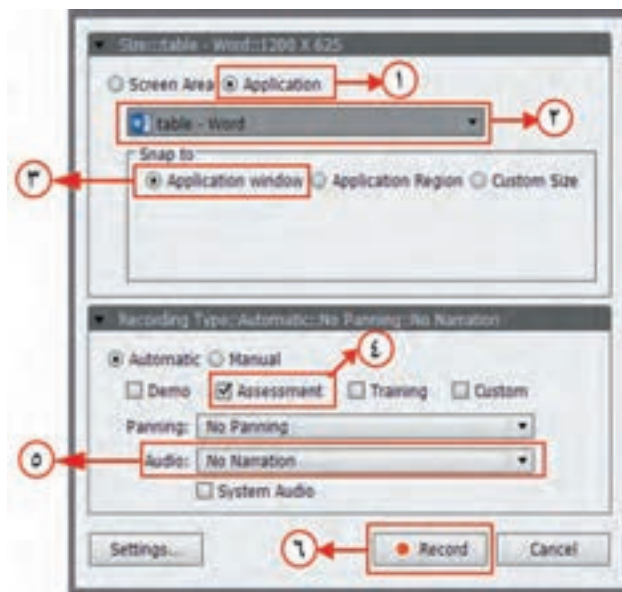 Size:::table - Word::1200 X 625
Screen Area Application ١
table - Word ٢
Snap to
٣ Application window Application Region Custom Size
Recording Type::Automatic::No Panning::No Narration
Automatic Manual ٤
Demo Assessment Training Custom
Panning: No Panning
٥ Audio: No Narration
System Audio
Settings... ٦ Record Cancel